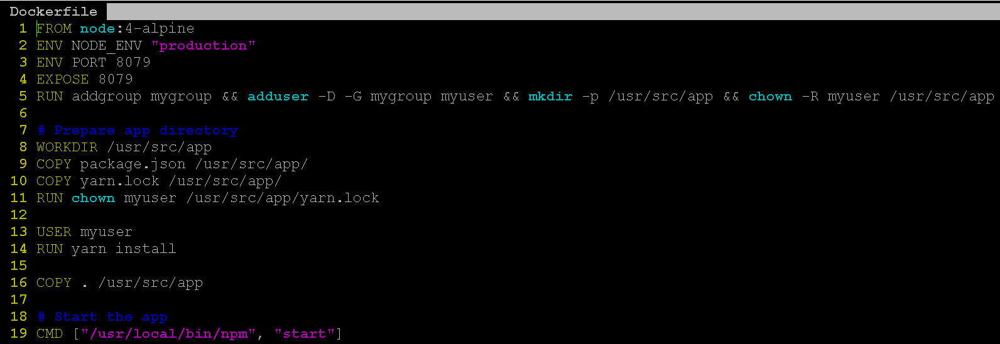 Dockerfile
1 FROM node:4-alpine
2 ENV NODE_ENV "production"
3 ENV PORT 8079
4 EXPOSE 8079
5 RUN addgroup mygroup && adduser -D -G mygroup myuser && mkdir -p /usr/src/app && chown -R myuser /usr/src/app
6
7 # Prepare app directory
8 WORKDIR /usr/src/app
9 COPY package.json /usr/src/app/
10 COPY yarn.lock /usr/src/app/
11 RUN chown myuser /usr/src/app/yarn.lock
12
13 USER myuser
14 RUN yarn install
15
16 COPY . /usr/src/app
17
18 # Start the app
19 CMD ["/usr/local/bin/npm", "start"]